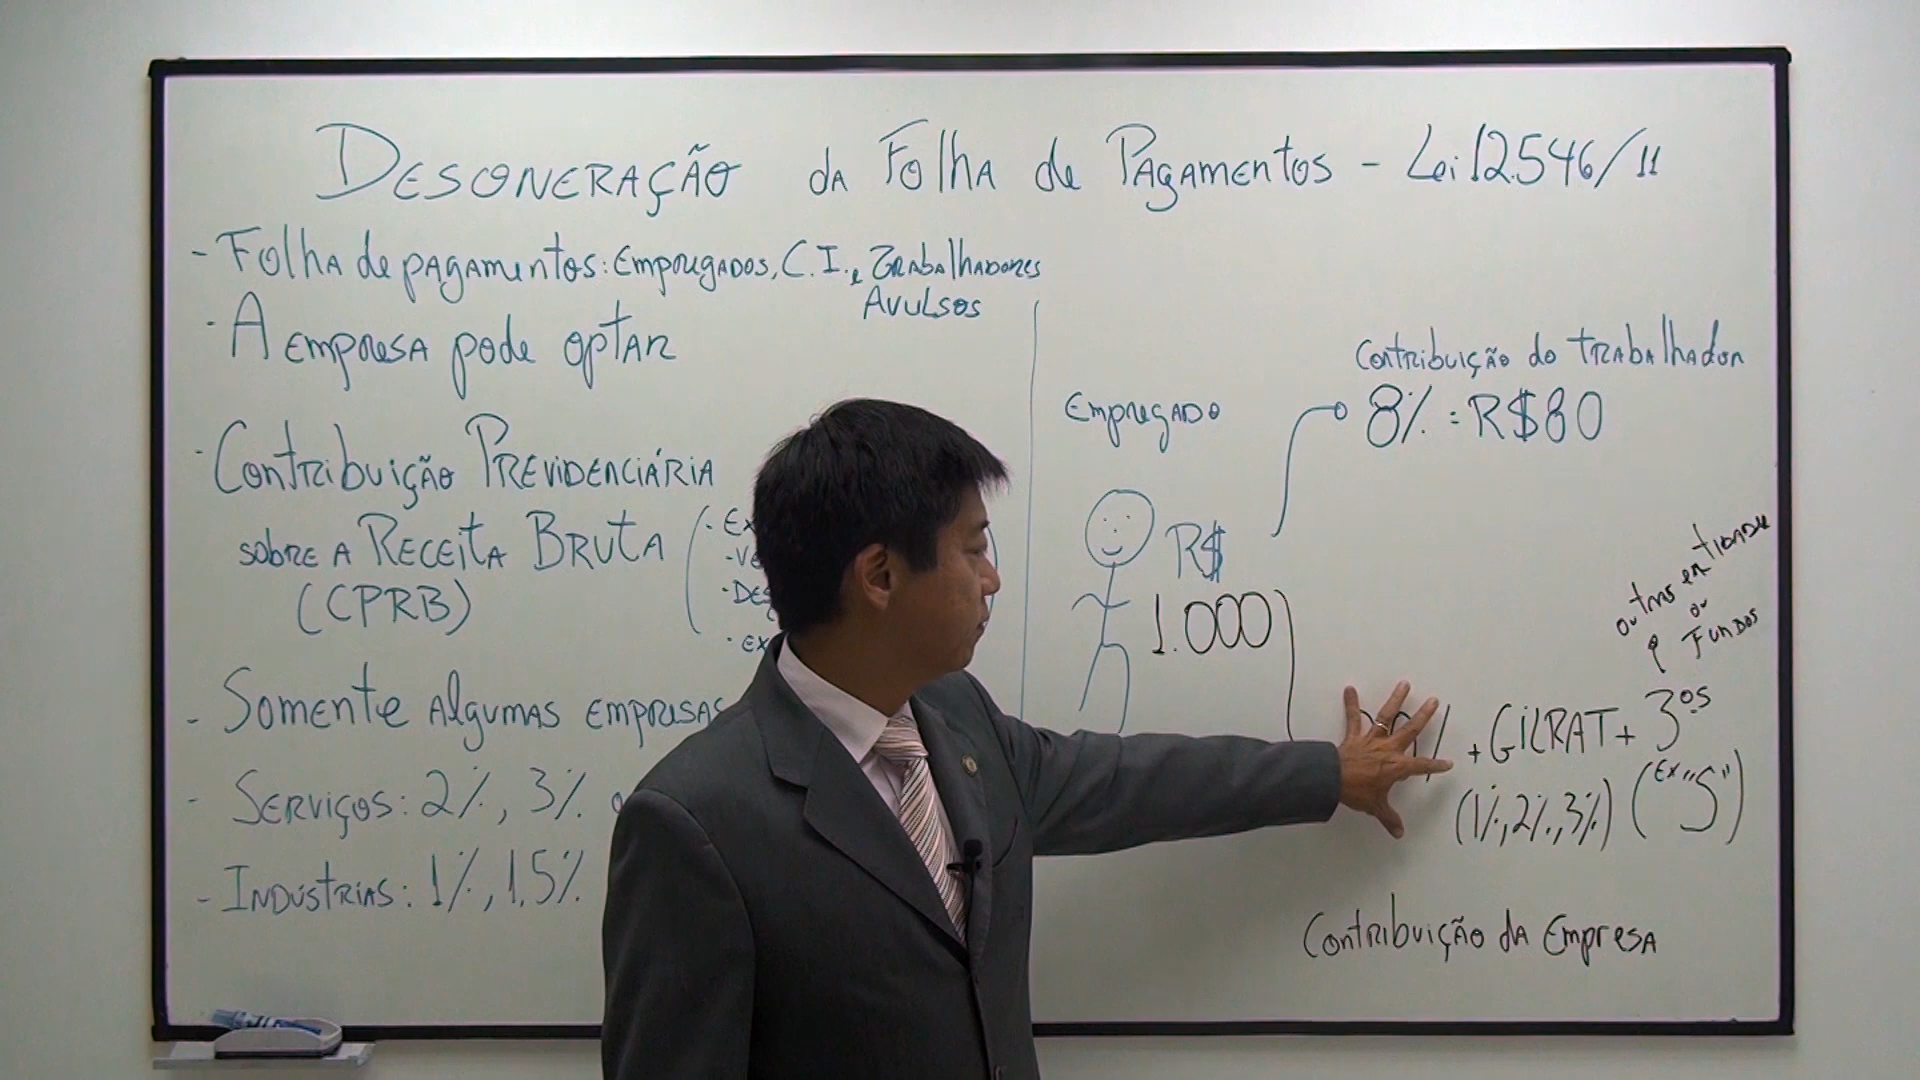 DESONERAÇÃO da Folha de Pagamentos - Lei 12.546/11
- Folha de pagamentos: Empregados, C.I. e Trabalhadores
Avulsos
· A empresa pode optar
· Contribuição Previdenciária
sobre a Receita Bruta
(CPRB)
- Somente algumas empresas
- Serviços: 2%, 3%
- Indústrias: 1%, 1,5%
Empregado
R$
1.000
Contribuição do trabalhador
8% = R$80
+ GILRAT + 3os
(1%, 2%, 3%) (Ex "S")
ou
Fundos
Contribuição da Empresa